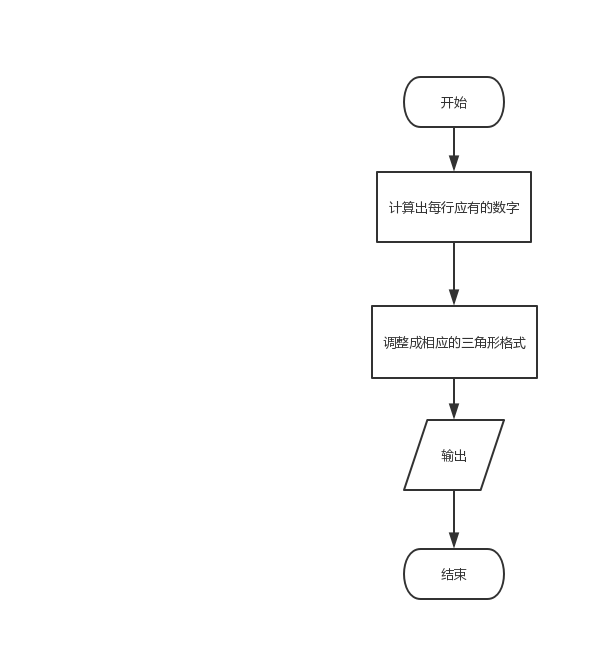 开始
计算出每行应有的数字
调整成相应的三角形格式
输出
结束